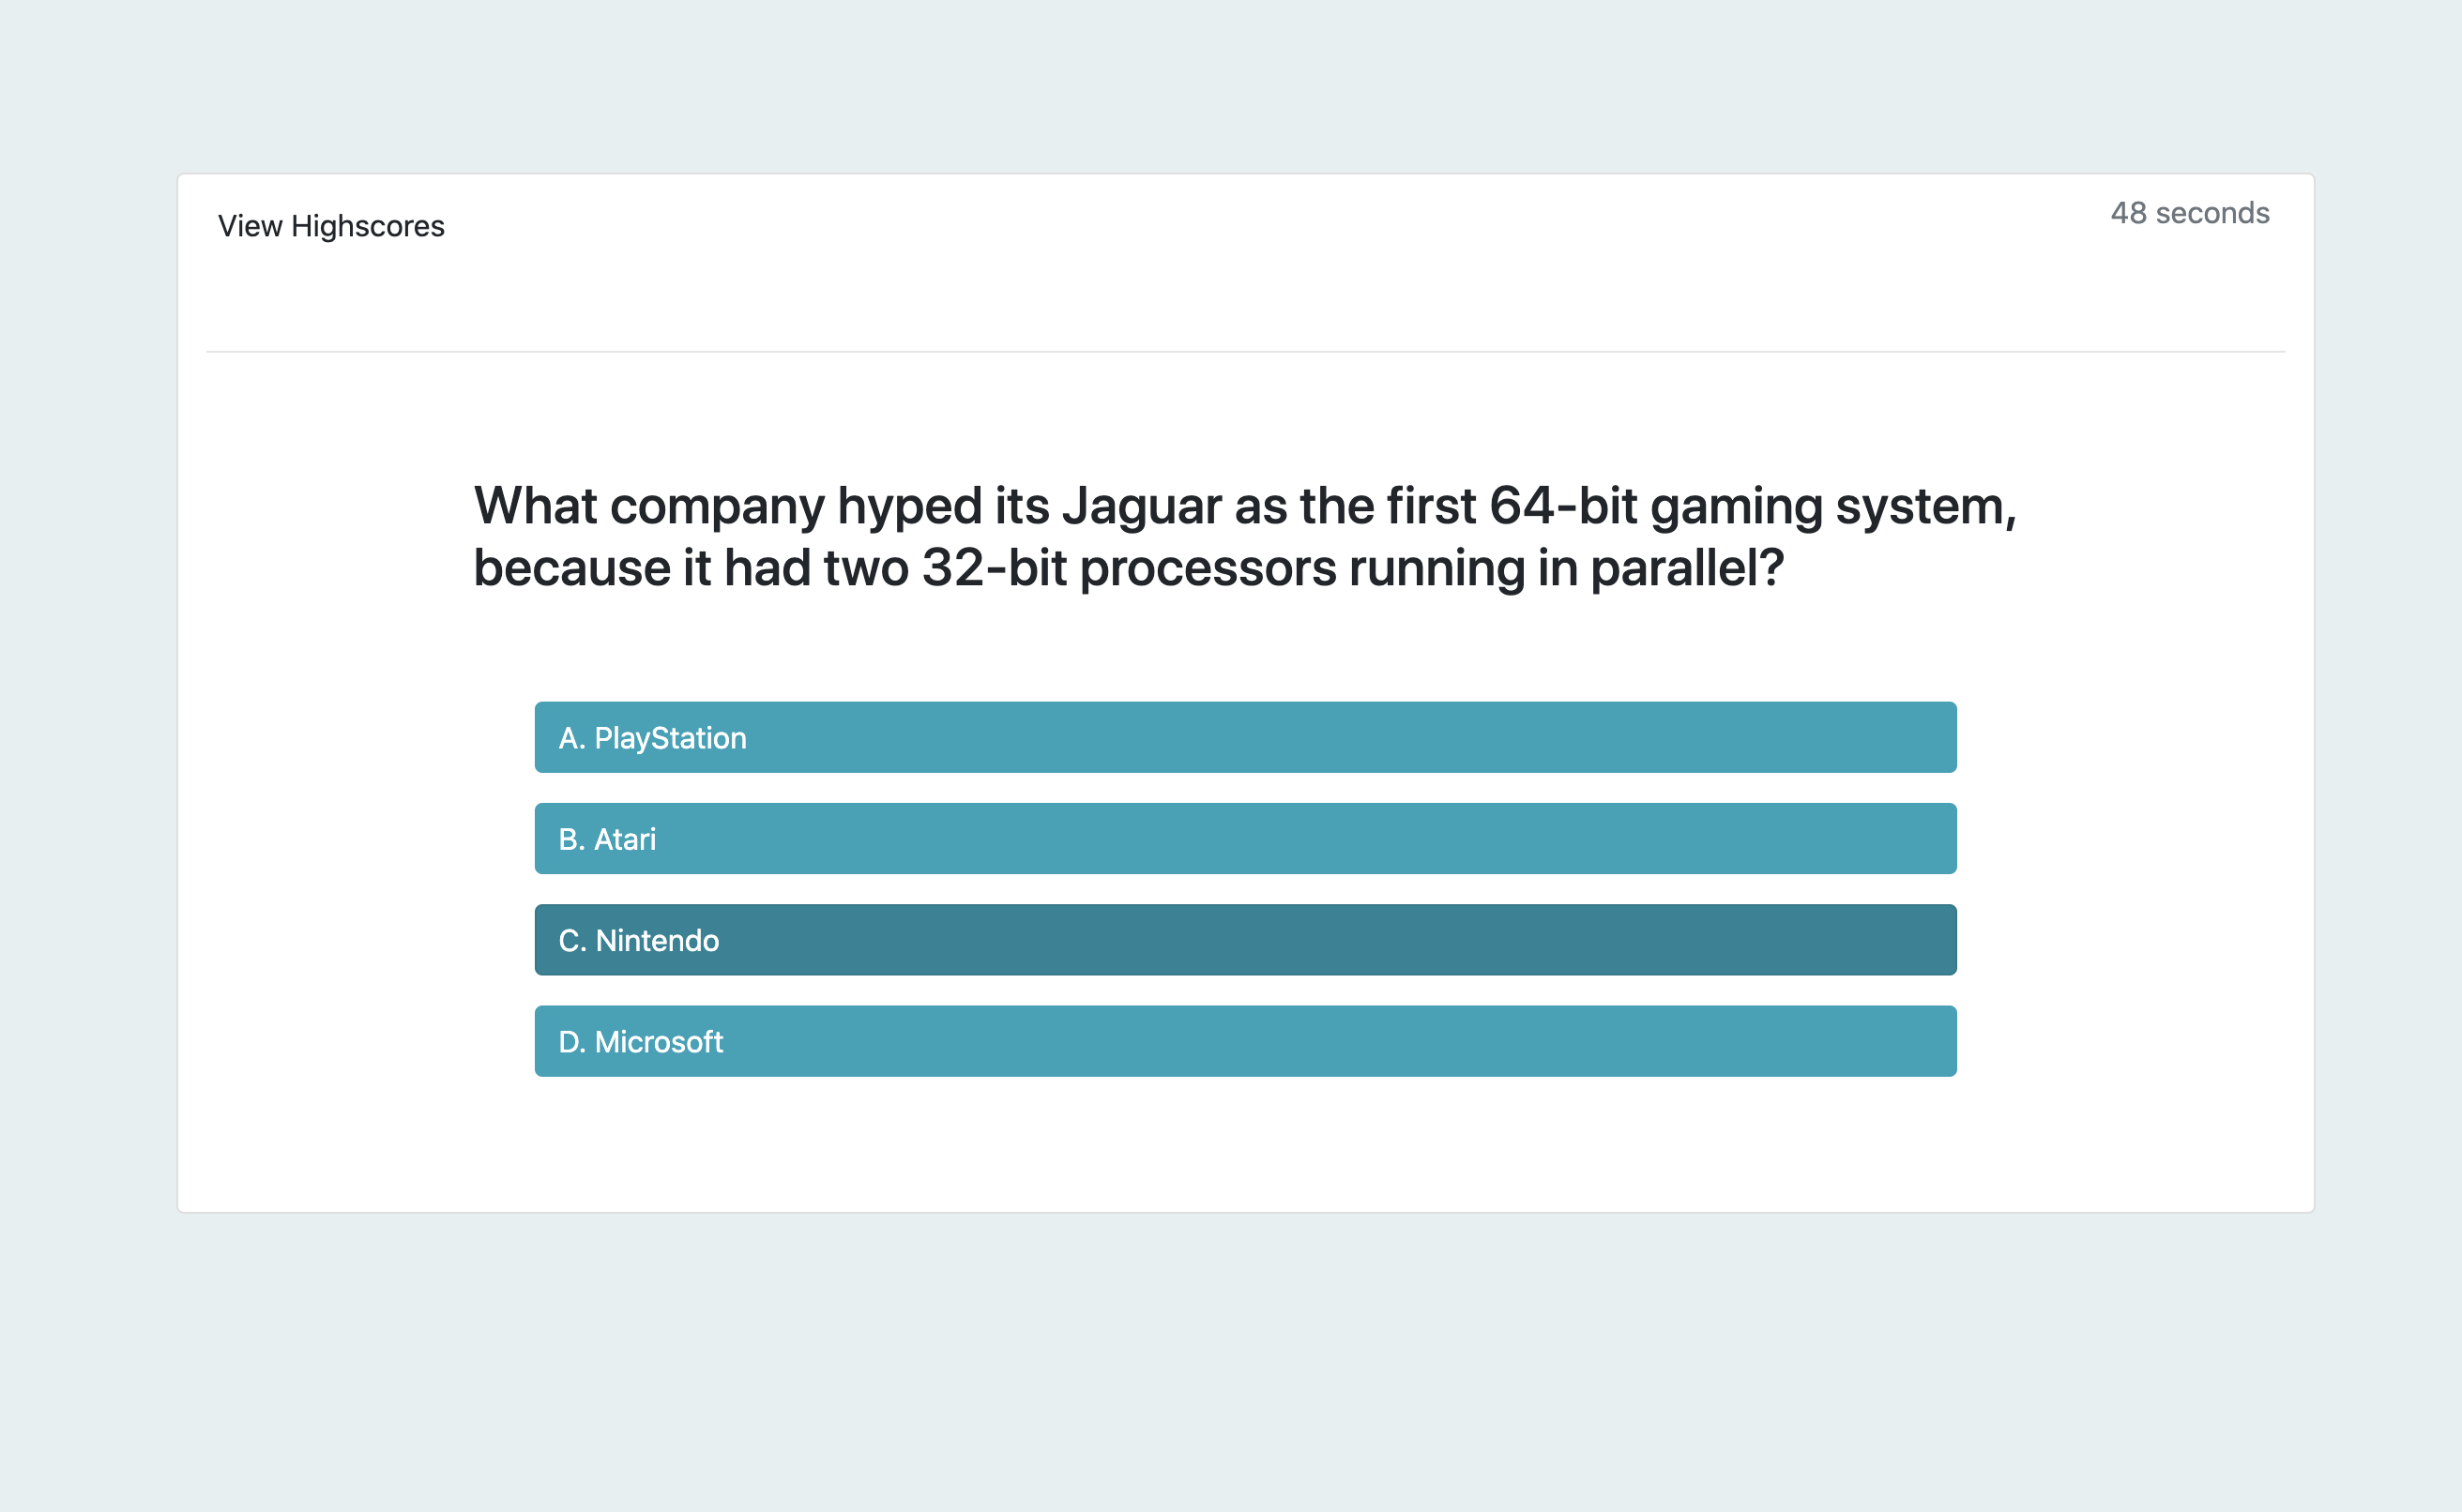 View Highscores
48 seconds
What company hyped its Jaguar as the first 64-bit gaming system,
because it had two 32-bit processors running in parallel?
A. PlayStation
B. Atari
C. Nintendo
D. Microsoft